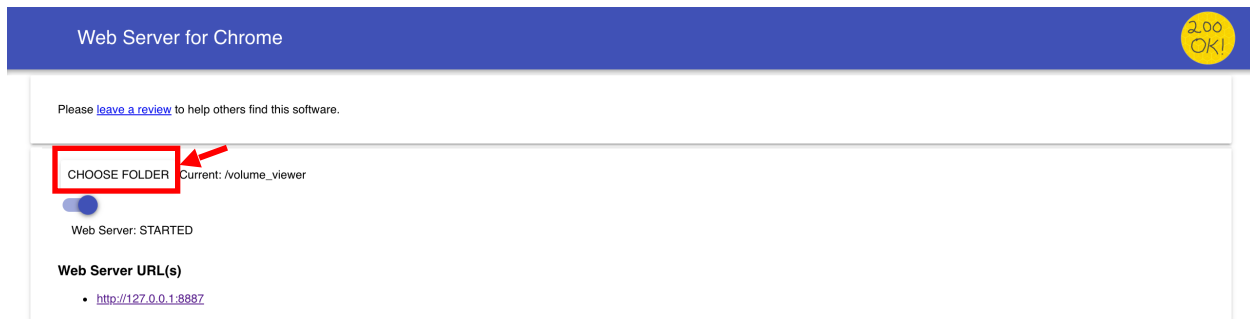 Web Server for Chrome
200
OK!
Please leave a review to help others find this software.
CHOOSE FOLDER Current: /volume_viewer
Web Server: STARTED
Web Server URL(s)
• http://127.0.0.1:8887